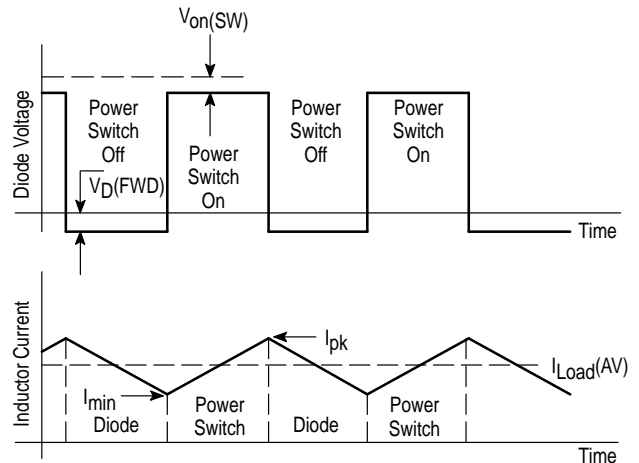 Von(SW)
Diode Voltage
Power
Switch
Off
Power
Switch
On
Power
Switch
Off
Power
Switch
On
VD(FWD)
Time
Inductor Current
Ipk
ILoad(AV)
Imin
Diode
Power
Switch
Diode
Power
Switch
Time